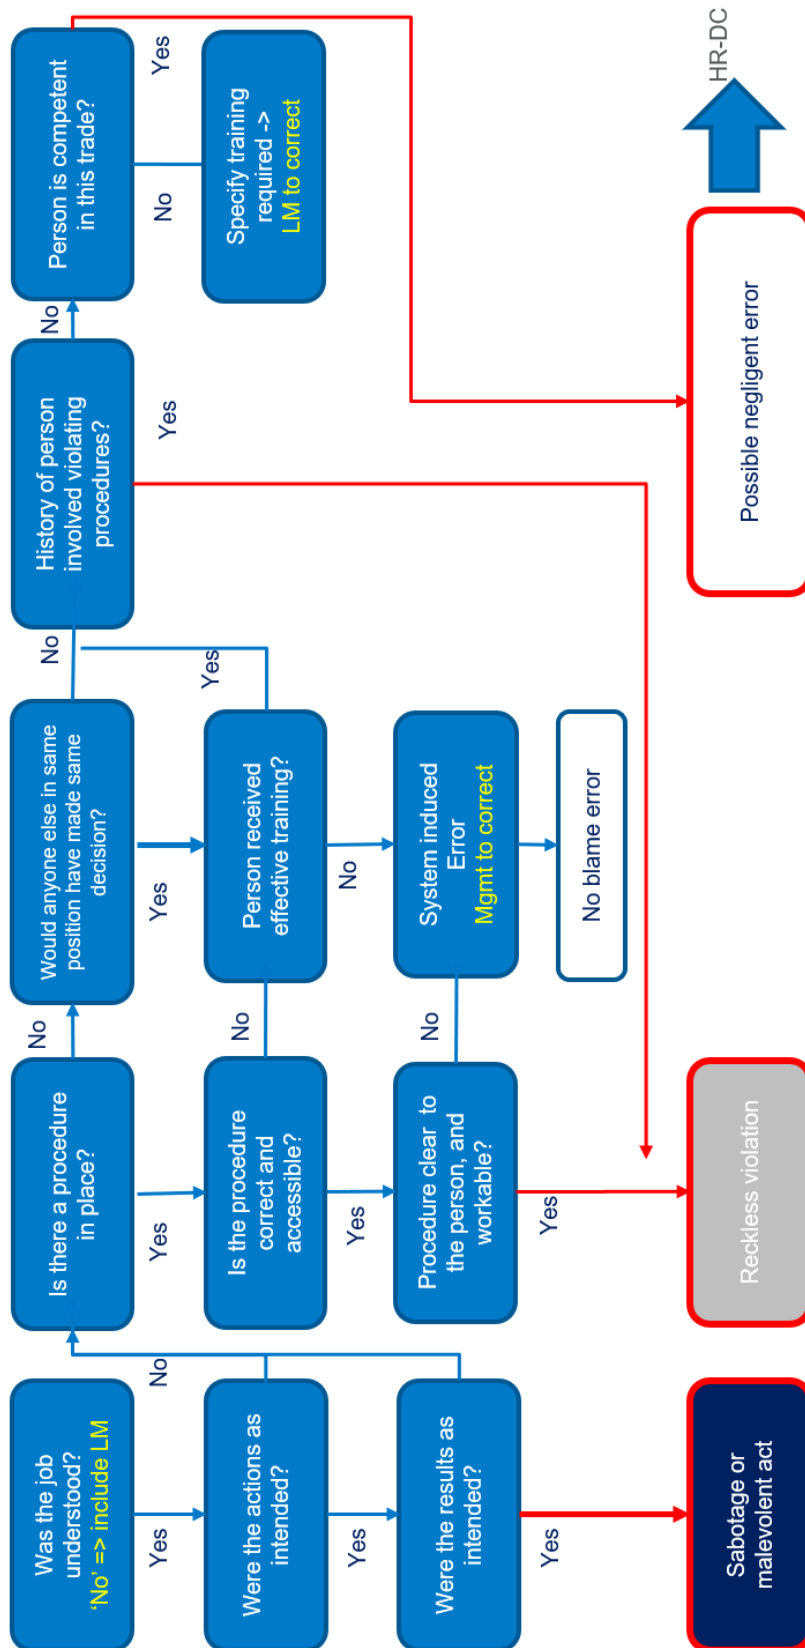 Was the job
understood?
'No' => include LM
Yes
Were the actions as
intended?
Yes
Were the results as
intended?
Yes
Sabotage or
malevolent act
No
Is there a procedure
in place?
Yes
Is the procedure
correct and
accessible?
Yes
Procedure clear to
the person, and
workable?
Yes
Reckless violation
No
No
No
Would anyone else in same
position have made same
decision?
Yes
Person received
effective training?
No
System induced
Error
Mgmt to correct
No blame error
No
Yes
History of person
involved violating
procedures?
Yes
No
Person is competent
in this trade?
Yes
No
Specify training
required ->
LM to correct
Possible negligent error
HR-DC